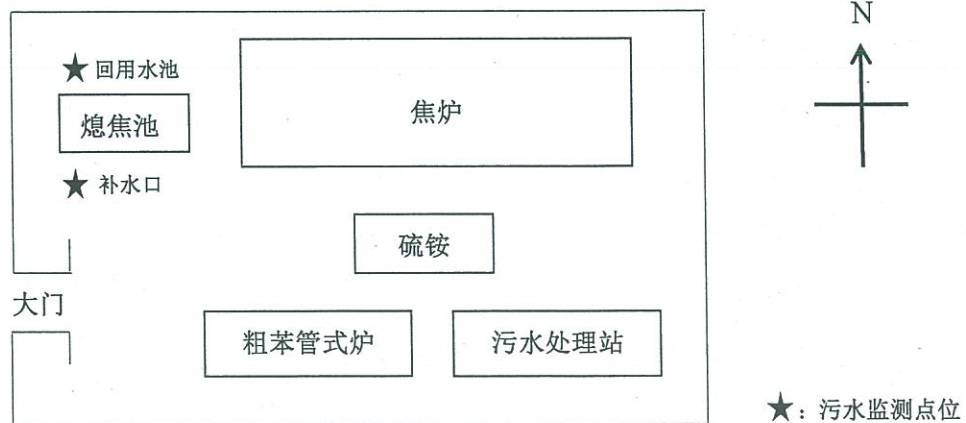 N
★ 回用水池
熄焦池
焦炉
★ 补水口
硫铵
大门
粗苯管式炉
污水处理站
★：污水监测点位